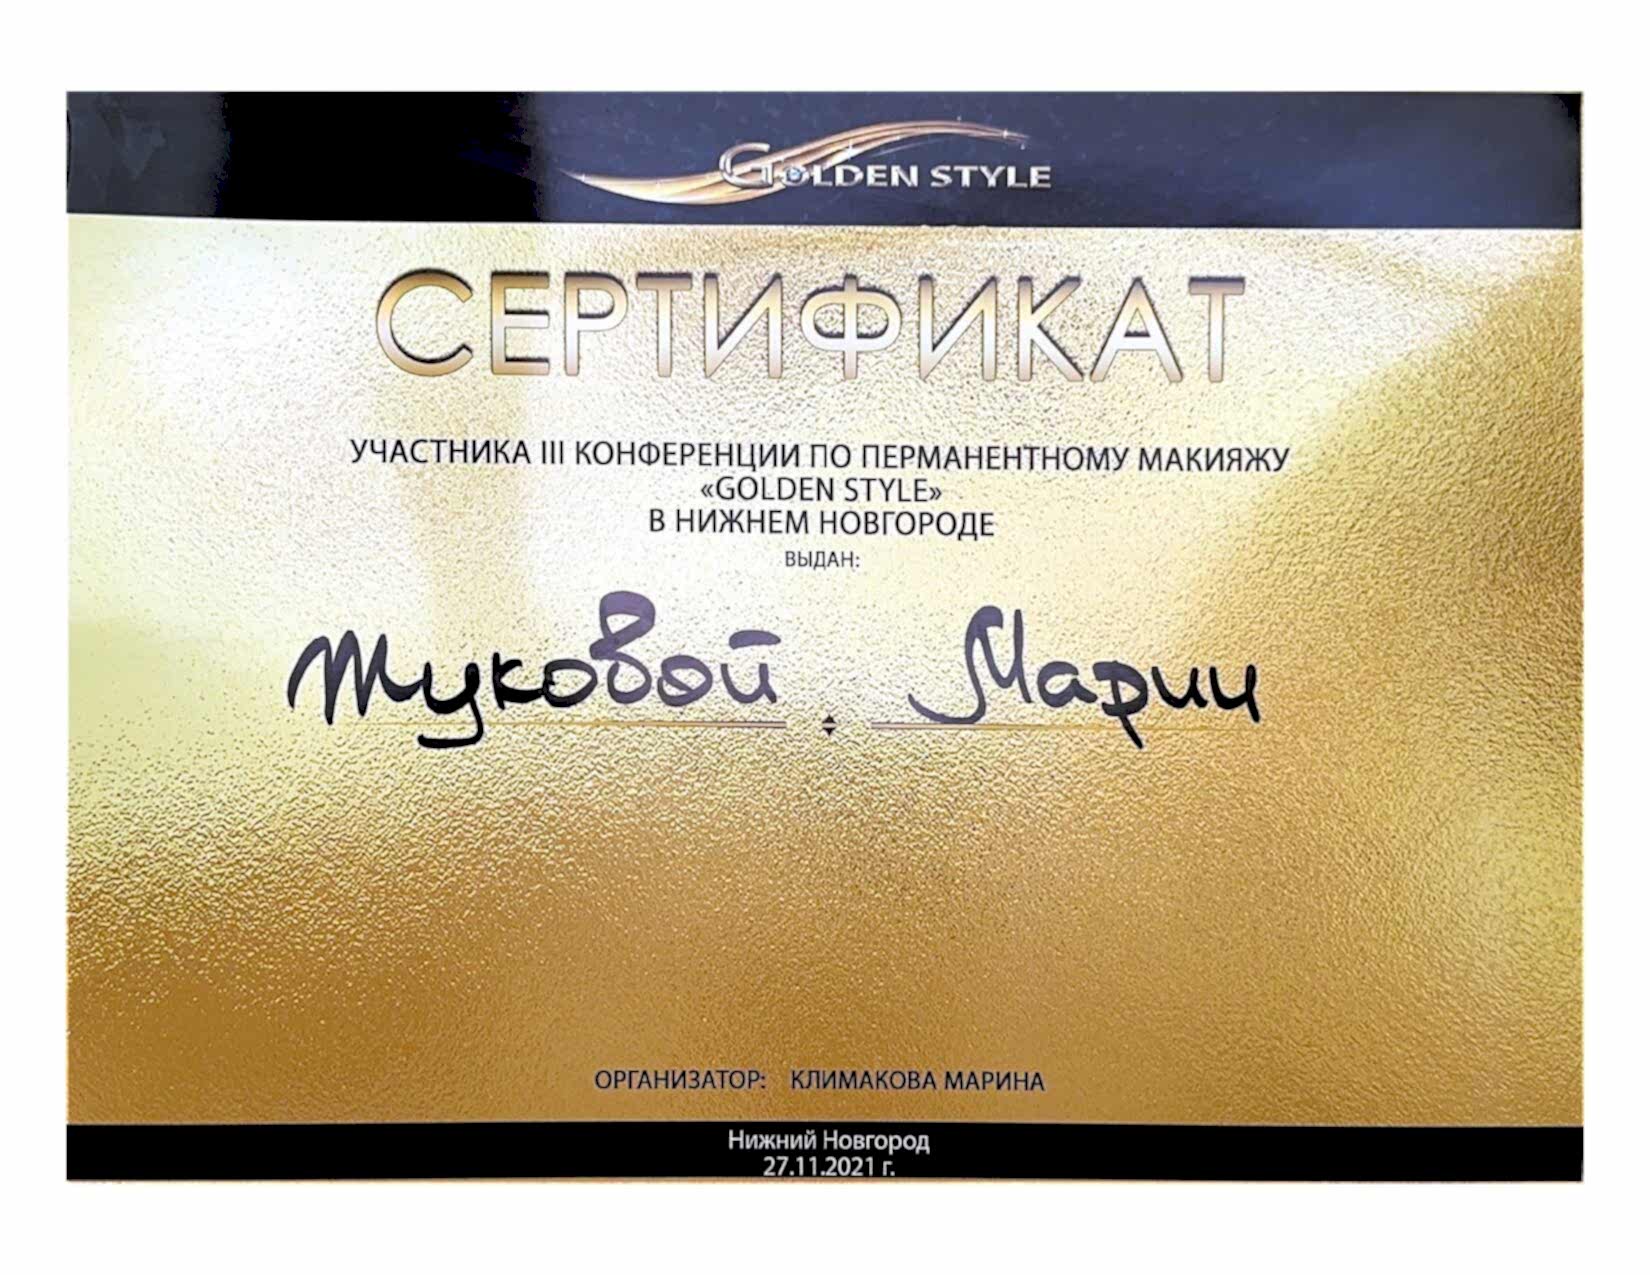 GOLDEN STYLE
СЕРТИФИКАТ
УЧАСТНИКА III КОНФЕРЕНЦИИ ПО ПЕРМАНЕНТНОМУ МАКИЯЖУ
«GOLDEN STYLE»
В НИЖНЕМ НОВГОРОДЕ
ВЫДАН:
Жуковой Марии
ОРГАНИЗАТОР: КЛИМАКОВА МАРИНА
Нижний Новгород
27.11.2021 г.